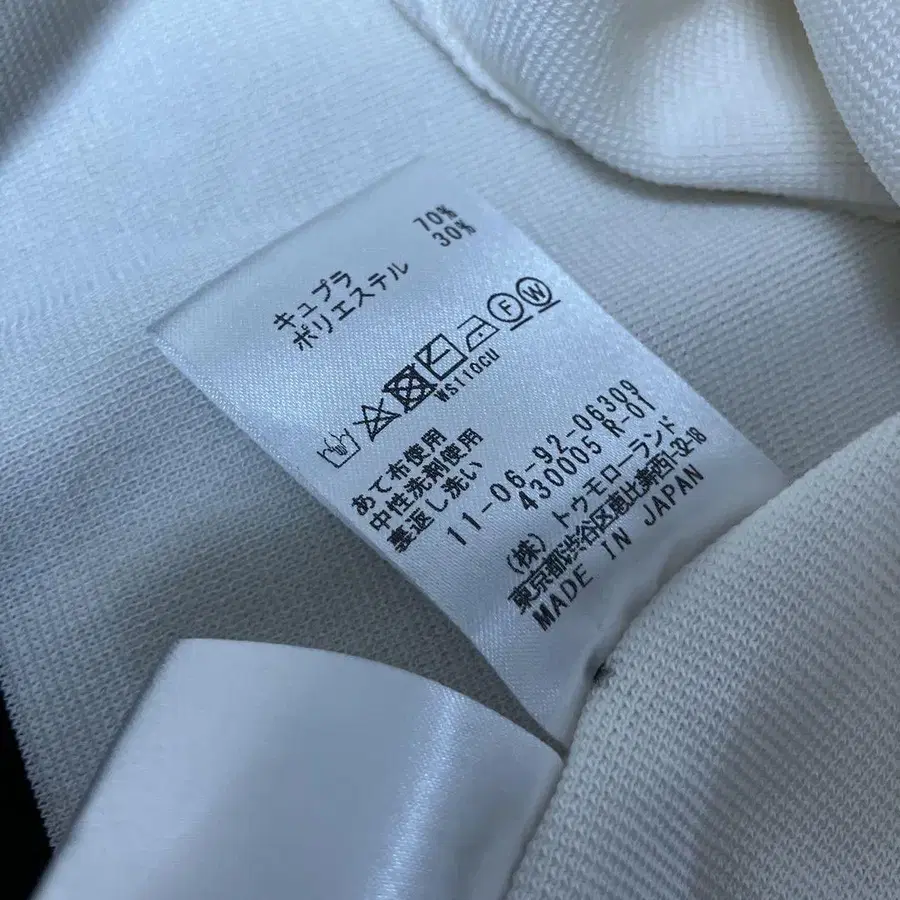 キュプラ 70%
ポリエステル 30%
F W
WS110CU
あて布使用
中性洗剤使用
裏返し洗い
11-06-92-06309
430005 R-01
(株) トゥモローランド
東京都渋谷区恵比寿西1-32-18
MADE IN JAPAN